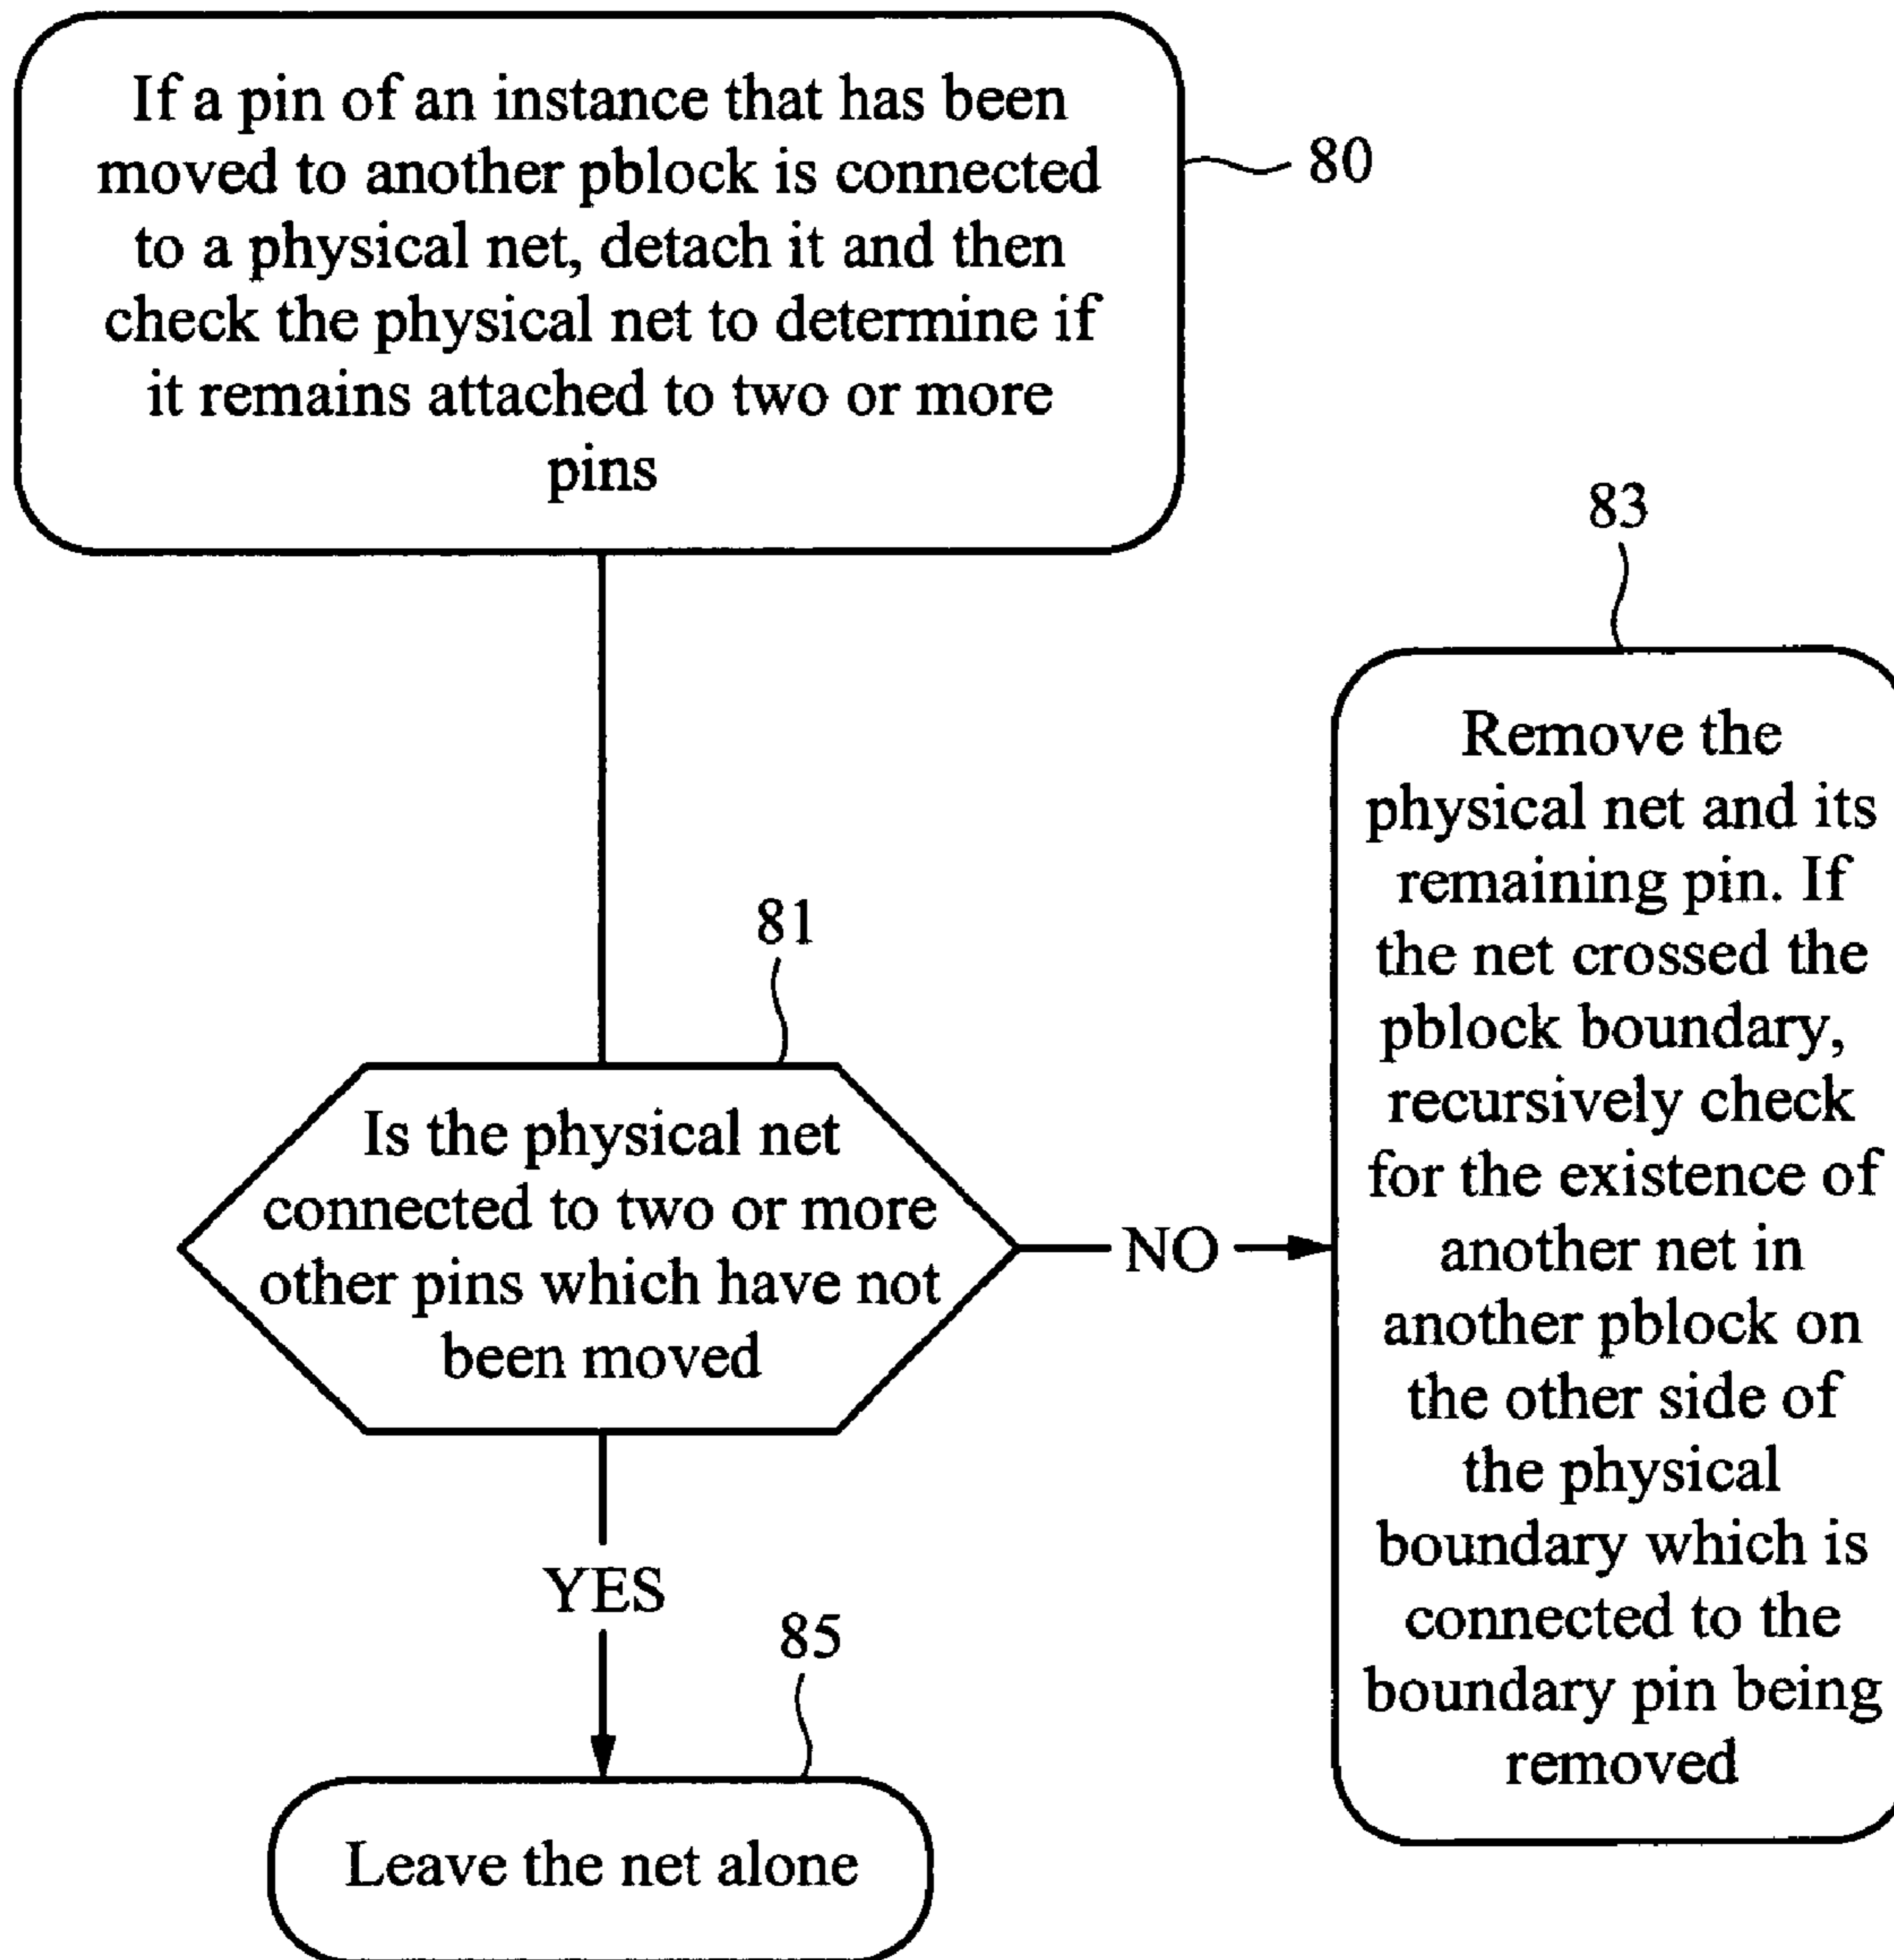 If a pin of an instance that has been
moved to another pblock is connected
to a physical net, detach it and then
check the physical net to determine if
it remains attached to two or more
pins
80
83
Remove the
physical net and its
remaining pin. If
the net crossed the
pblock boundary,
recursively check
for the existence of
another net in
another pblock on
the other side of
the physical
boundary which is
connected to the
boundary pin being
removed
81
Is the physical net
connected to two or more
other pins which have not
been moved
NO
YES
85
Leave the net alone